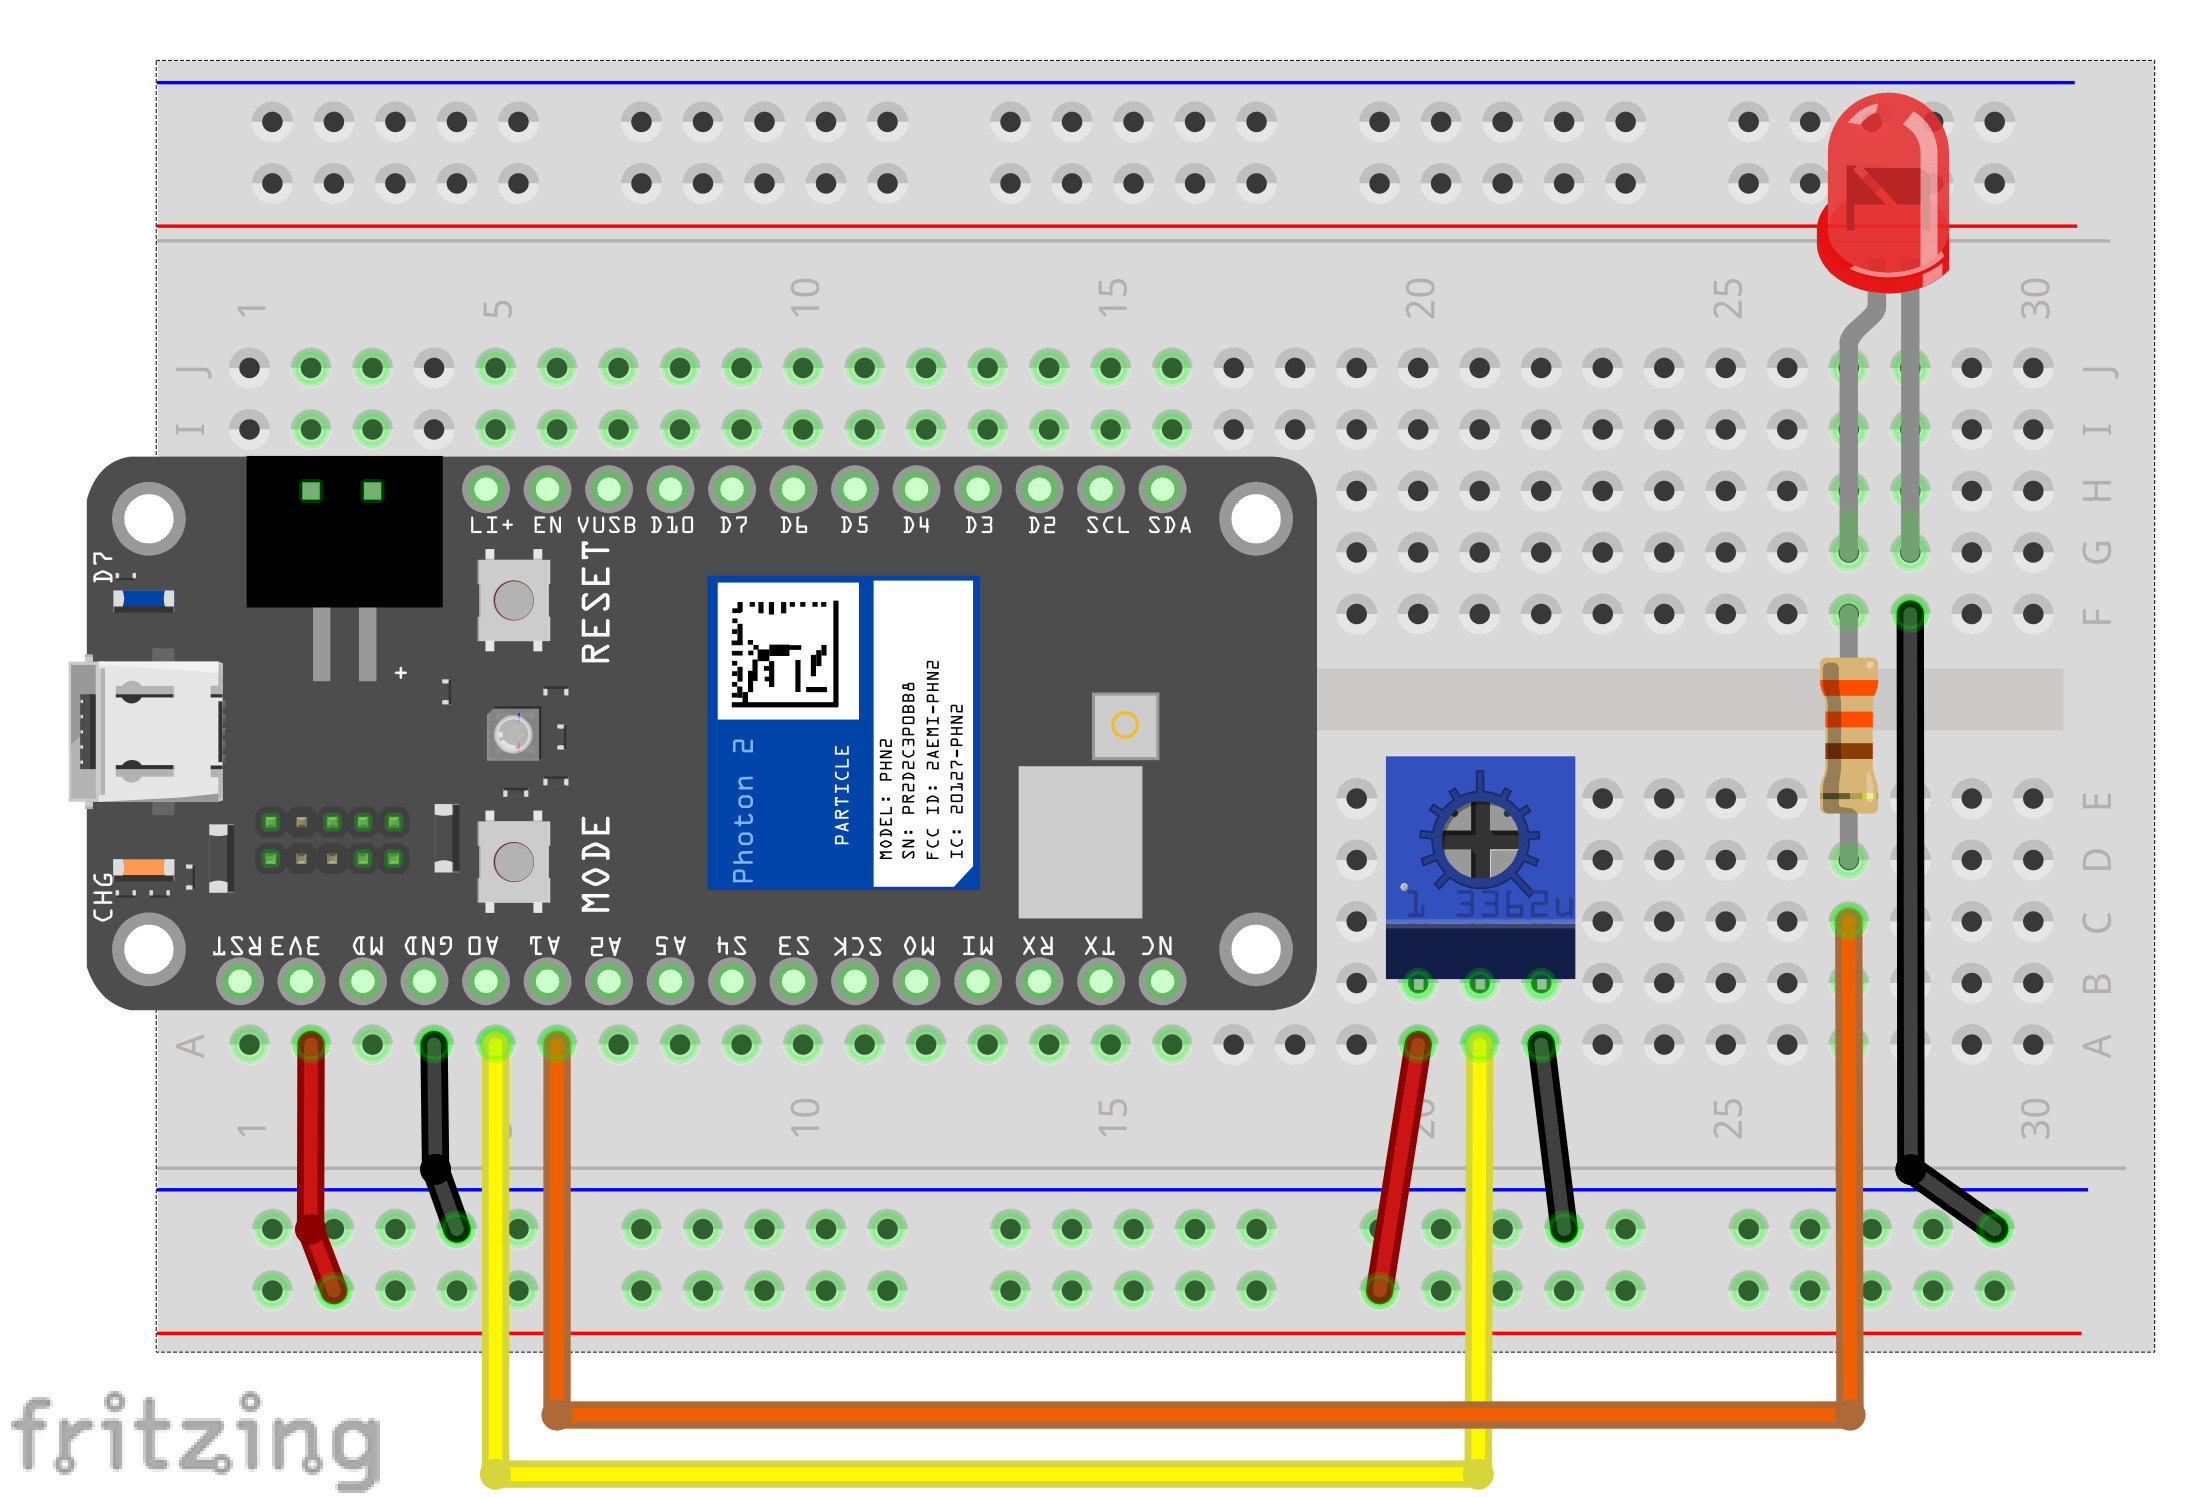 1 5 10 15 20 25 30
J J
I I
H
G
F
LI+ EN VUSB D10 D7 D6 D5 D4 D3 D2 SCL SDA
D7
RESET
+
Photon 2
PARTICLE
MODEL: PHN2
SN: PR2D2C3P0BB8
FCC ID: 2AEMI-PHN2
IC: 20127-PHN2
MODE
CHG
E
D
C
B
1 3362u
RST 3V3 MD GND A0 A1 A2 A5 S4 S3 SCK MO MI RX TX NC
A A
1 5 10 15 20 25 30
fritzing